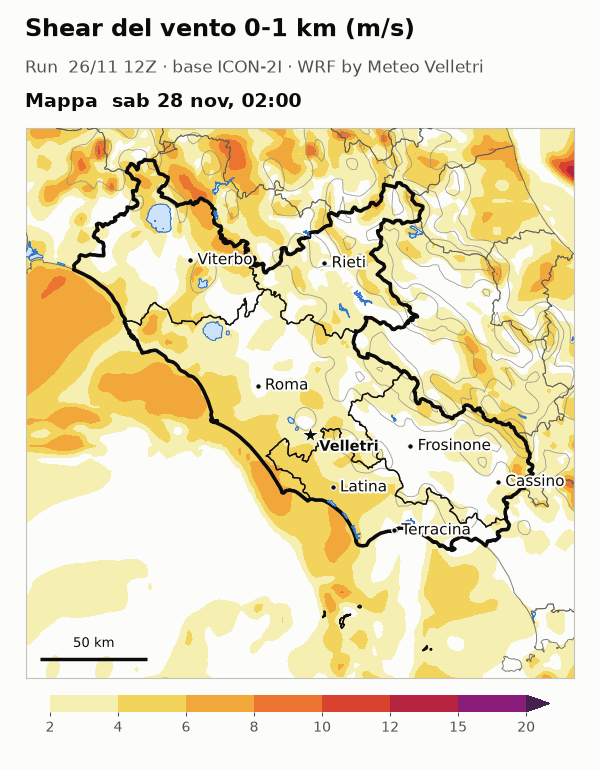 Shear del vento 0-1 km (m/s)
Run  26/11 12Z · base ICON-2I · WRF by Meteo Velletri
Mappa  sab 28 nov, 02:00
Viterbo
Rieti
Roma
Velletri
Frosinone
Cassino
Latina
Terracina
50 km
2 4 6 8 10 12 15 20